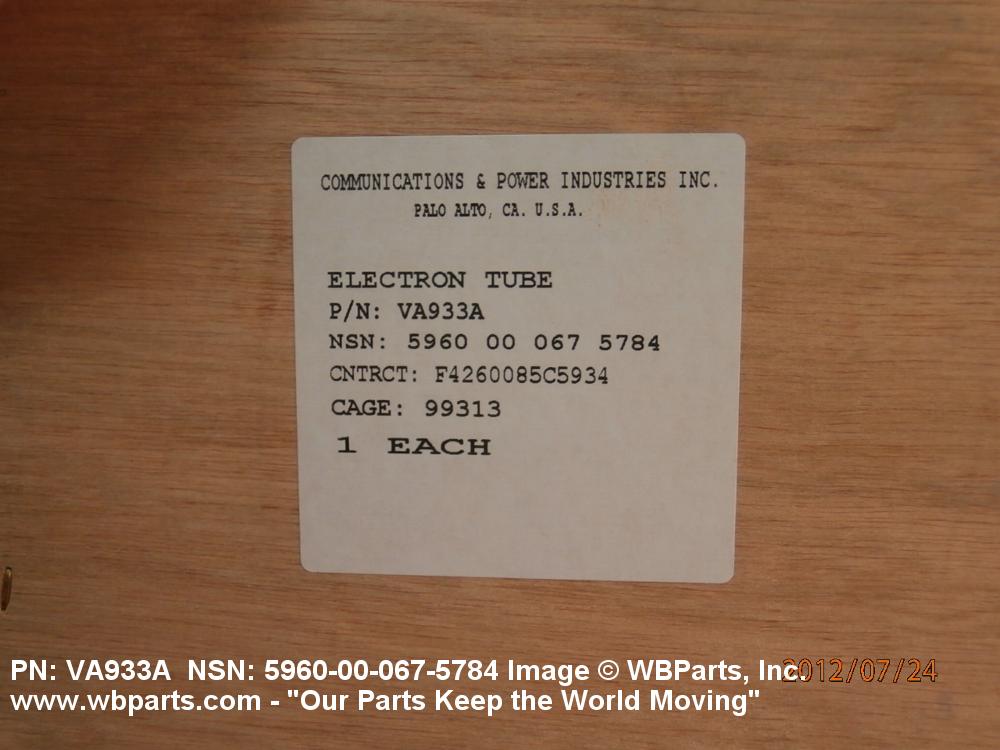 COMMUNICATIONS & POWER INDUSTRIES INC.
PALO ALTO, CA. U.S.A.
ELECTRON TUBE
P/N: VA933A
NSN: 5960 00 067 5784
CNTRCT: F4260085C5934
CAGE: 99313
1 EACH
PN: VA933A NSN: 5960-00-067-5784 Image © WBParts, Inc.
2012/07/24
www.wbparts.com - "Our Parts Keep the World Moving"